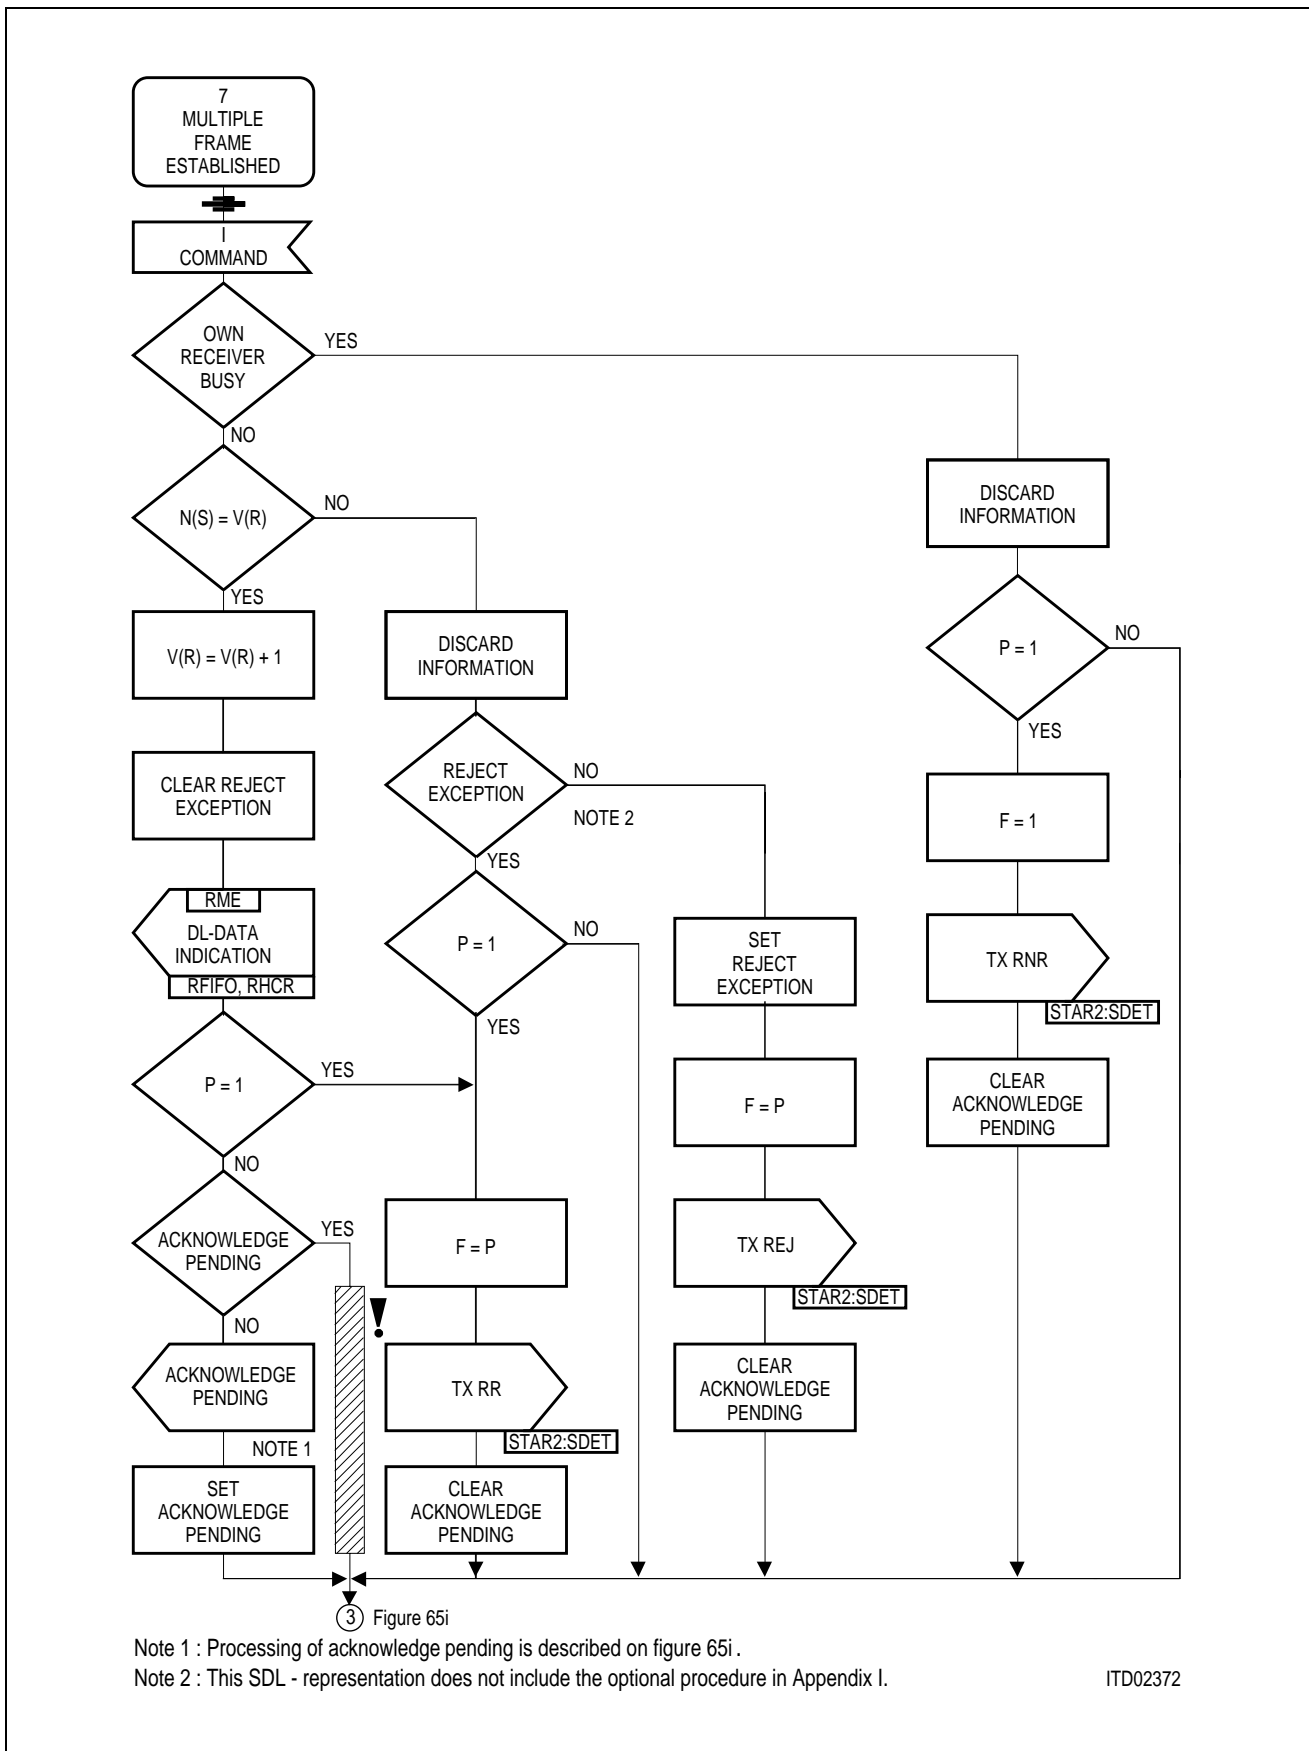 7
MULTIPLE
FRAME
ESTABLISHED
I
COMMAND
OWN
RECEIVER
BUSY
YES
NO
N(S) = V(R)
NO
YES
DISCARD
INFORMATION
P = 1
NO
YES
V(R) = V(R) + 1
DISCARD
INFORMATION
CLEAR REJECT
EXCEPTION
REJECT
EXCEPTION
NO
NOTE 2
YES
F = 1
RME
DL-DATA
INDICATION
RFIFO, RHCR
P = 1
NO
YES
SET
REJECT
EXCEPTION
TX RNR
STAR2:SDET
P = 1
YES
NO
F = P
CLEAR
ACKNOWLEDGE
PENDING
ACKNOWLEDGE
PENDING
YES
NO
F = P
TX REJ
STAR2:SDET
!
ACKNOWLEDGE
PENDING
NOTE 1
TX RR
STAR2:SDET
CLEAR
ACKNOWLEDGE
PENDING
SET
ACKNOWLEDGE
PENDING
CLEAR
ACKNOWLEDGE
PENDING
3 Figure 65i
Note 1 : Processing of acknowledge pending is described on figure 65i .
Note 2 : This SDL - representation does not include the optional procedure in Appendix I.
ITD02372